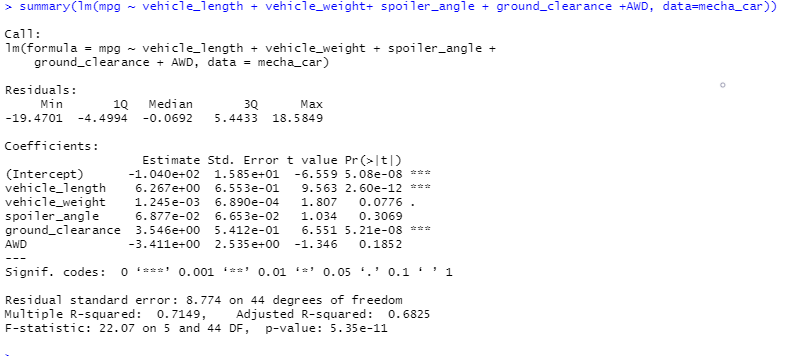 > summary(lm(mpg ~ vehicle_length + vehicle_weight+ spoiler_angle + ground_clearance +AWD, data=mecha_car))
Call:
lm(formula = mpg ~ vehicle_length + vehicle_weight + spoiler_angle +
    ground_clearance + AWD, data = mecha_car)
Residuals:
     Min       1Q   Median       3Q      Max
-19.4701  -4.4994  -0.0692   5.4433  18.5849
Coefficients:
                   Estimate Std. Error t value Pr(>|t|)
(Intercept)      -1.040e+02  1.585e+01  -6.559 5.08e-08 ***
vehicle_length    6.267e+00  6.553e-01   9.563 2.60e-12 ***
vehicle_weight    1.245e-03  6.890e-04   1.807   0.0776 .
spoiler_angle     6.877e-02  6.653e-02   1.034   0.3069
ground_clearance  3.546e+00  5.412e-01   6.551 5.21e-08 ***
AWD              -3.411e+00  2.535e+00  -1.346   0.1852
---
Signif. codes:  0 ‘***’ 0.001 ‘**’ 0.01 ‘*’ 0.05 ‘.’ 0.1 ‘ ’ 1
Residual standard error: 8.774 on 44 degrees of freedom
Multiple R-squared:  0.7149,    Adjusted R-squared:  0.6825
F-statistic: 22.07 on 5 and 44 DF,  p-value: 5.35e-11
>